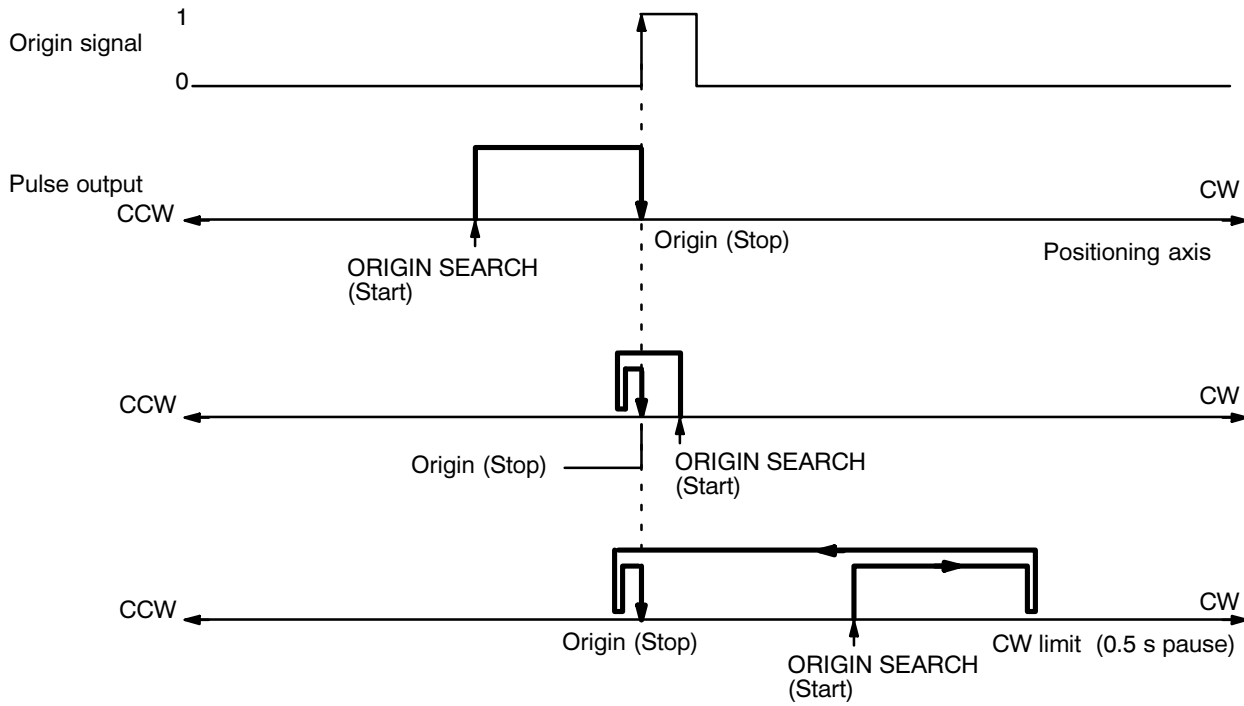 1
Origin signal
0
Pulse output
CW
CCW
Origin (Stop)
Positioning axis
ORIGIN SEARCH
(Start)
CW
CCW
Origin (Stop)
ORIGIN SEARCH
(Start)
CCW
CW
Origin (Stop)
CW limit (0.5 s pause)
ORIGIN SEARCH
(Start)